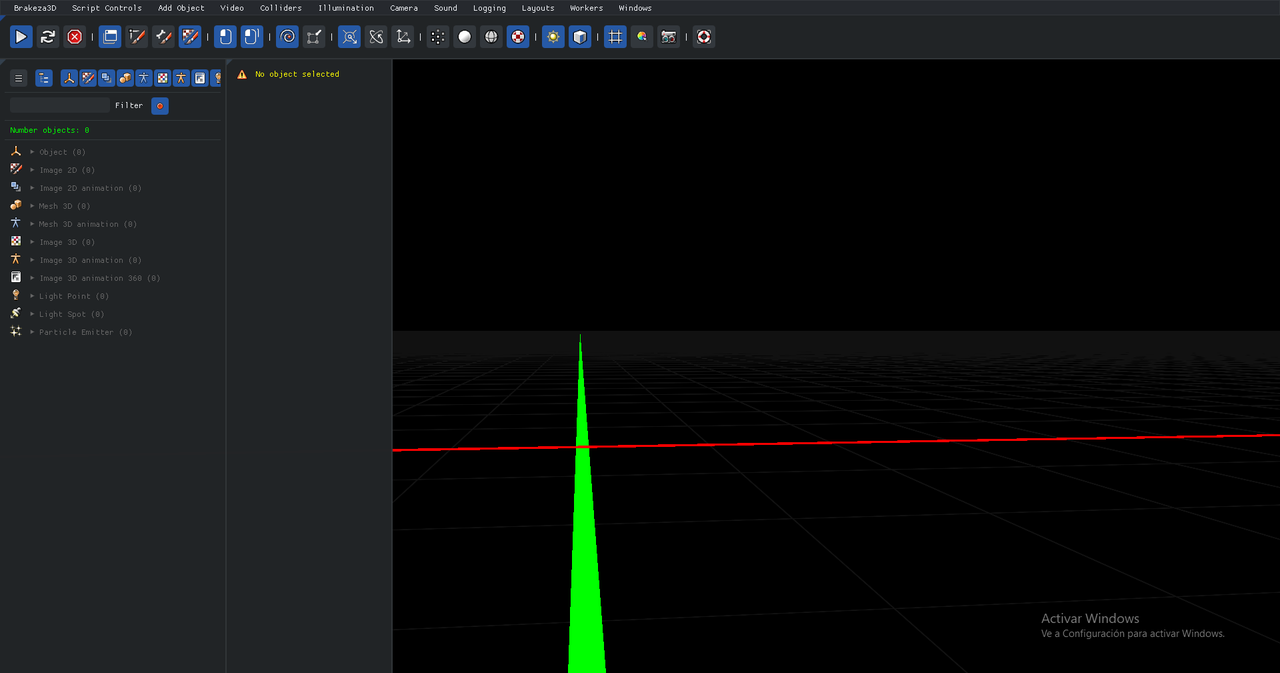 Brakeza3D Script Controls Add Object Video Colliders Illumination Camera Sound Logging Layouts Workers Windows
Filter
No object selected
Number objects: 0
Object (0)
Image 2D (0)
Image 2D animation (0)
Mesh 3D (0)
Mesh 3D animation (0)
Image 3D (0)
Image 3D animation (0)
Image 3D animation 360 (0)
Light Point (0)
Light Spot (0)
Particle Emitter (0)
Activar Windows
Ve a Configuración para activar Windows.